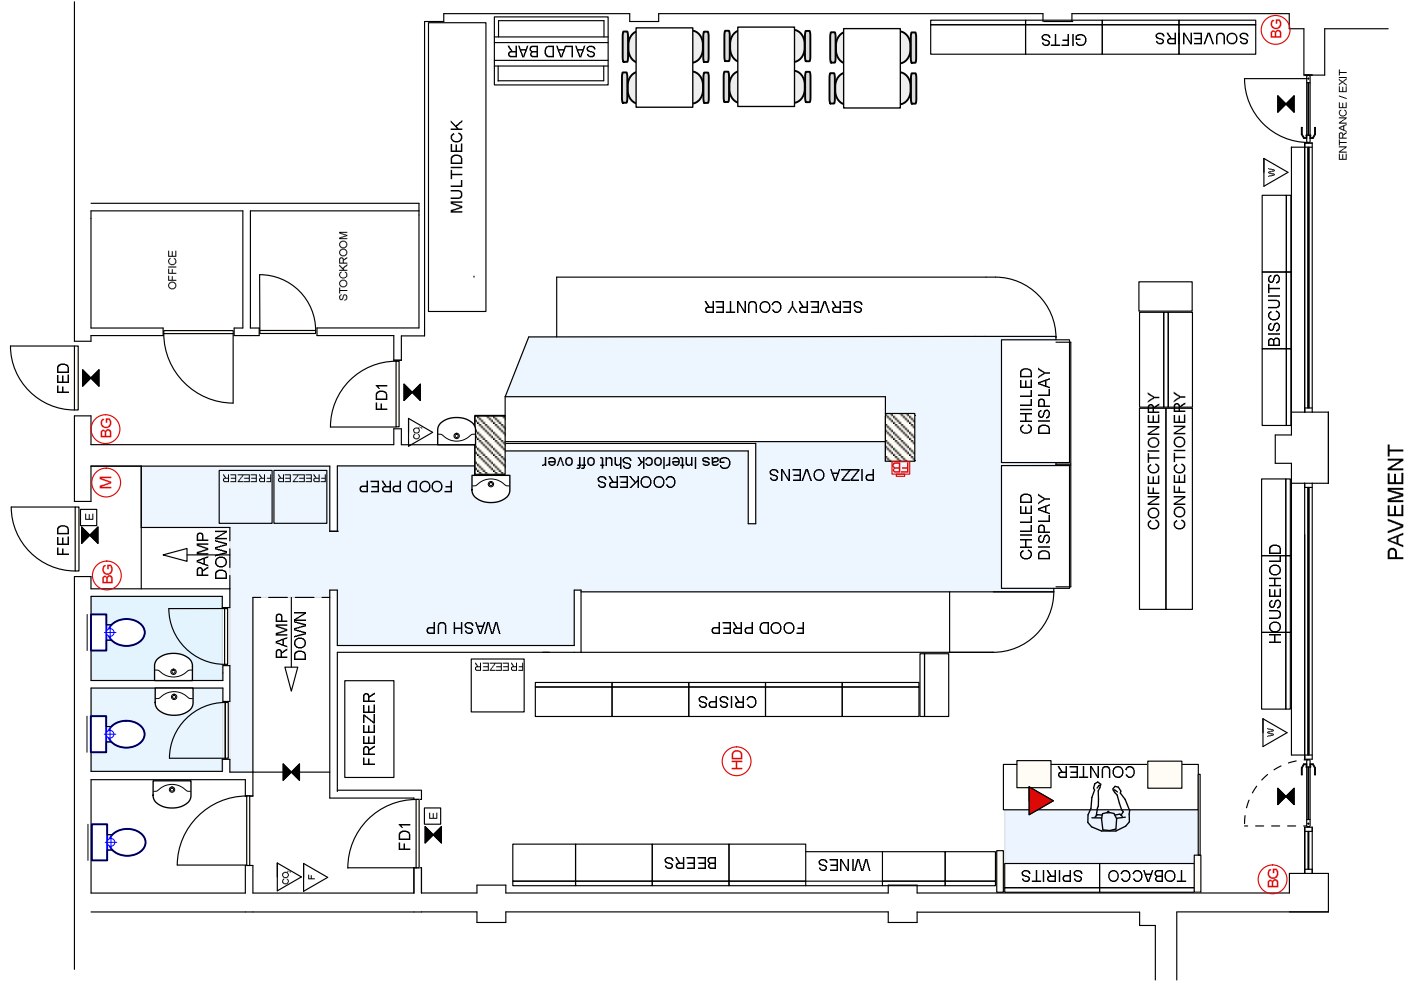 SALAD BAR
GIFTS
SOUVENIRS
BG
ENTRANCE / EXIT
MULTIDECK
W
OFFICE
STOCKROOM
SERVERY COUNTER
BISCUITS
FED
FD1
CHILLED
DISPLAY
BG
CO2
CONFECTIONERY
CONFECTIONERY
PAVEMENT
M
FREEZER
FREEZER
FOOD PREP
Gas Interlock Shut off over
COOKERS
PIZZA OVENS
FB
FED
E
RAMP
DOWN
CHILLED
DISPLAY
BG
HOUSEHOLD
RAMP
DOWN
WASH UP
FOOD PREP
FREEZER
CRISPS
FREEZER
HD
W
COUNTER
FD1
E
BEERS
WINES
SPIRITS
TOBACCO
CO2
F
BG